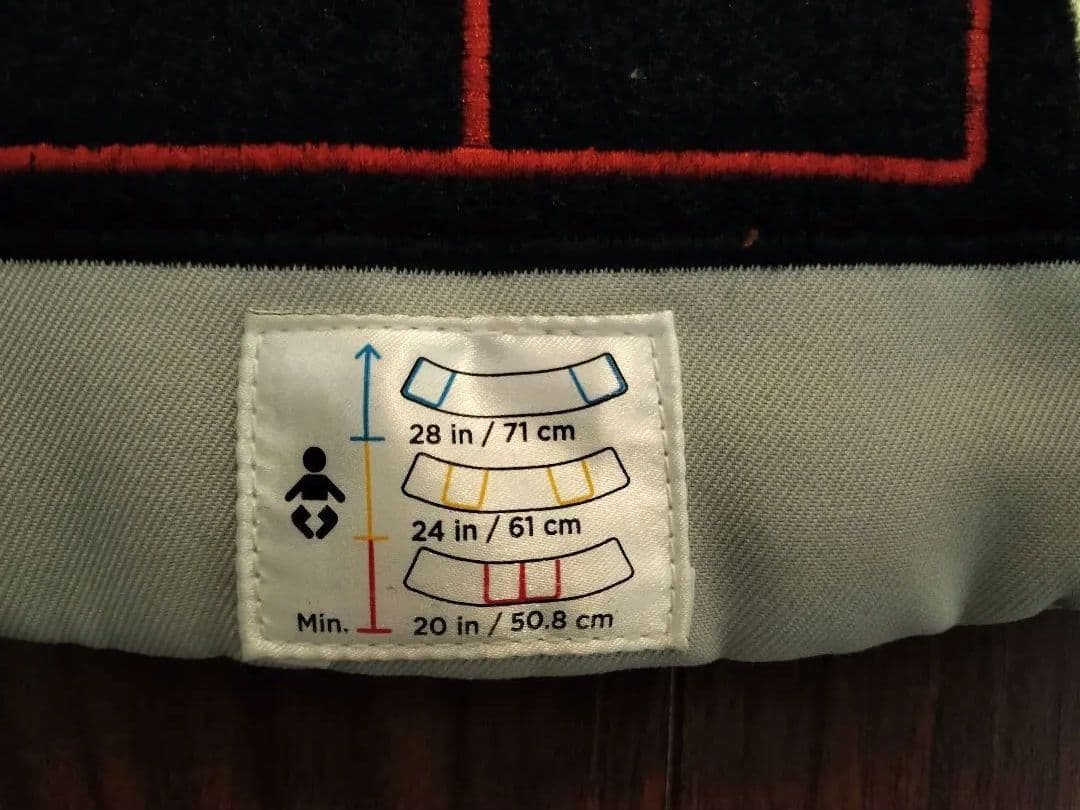 28 in / 71 cm
24 in / 61 cm
Min. 20 in / 50.8 cm